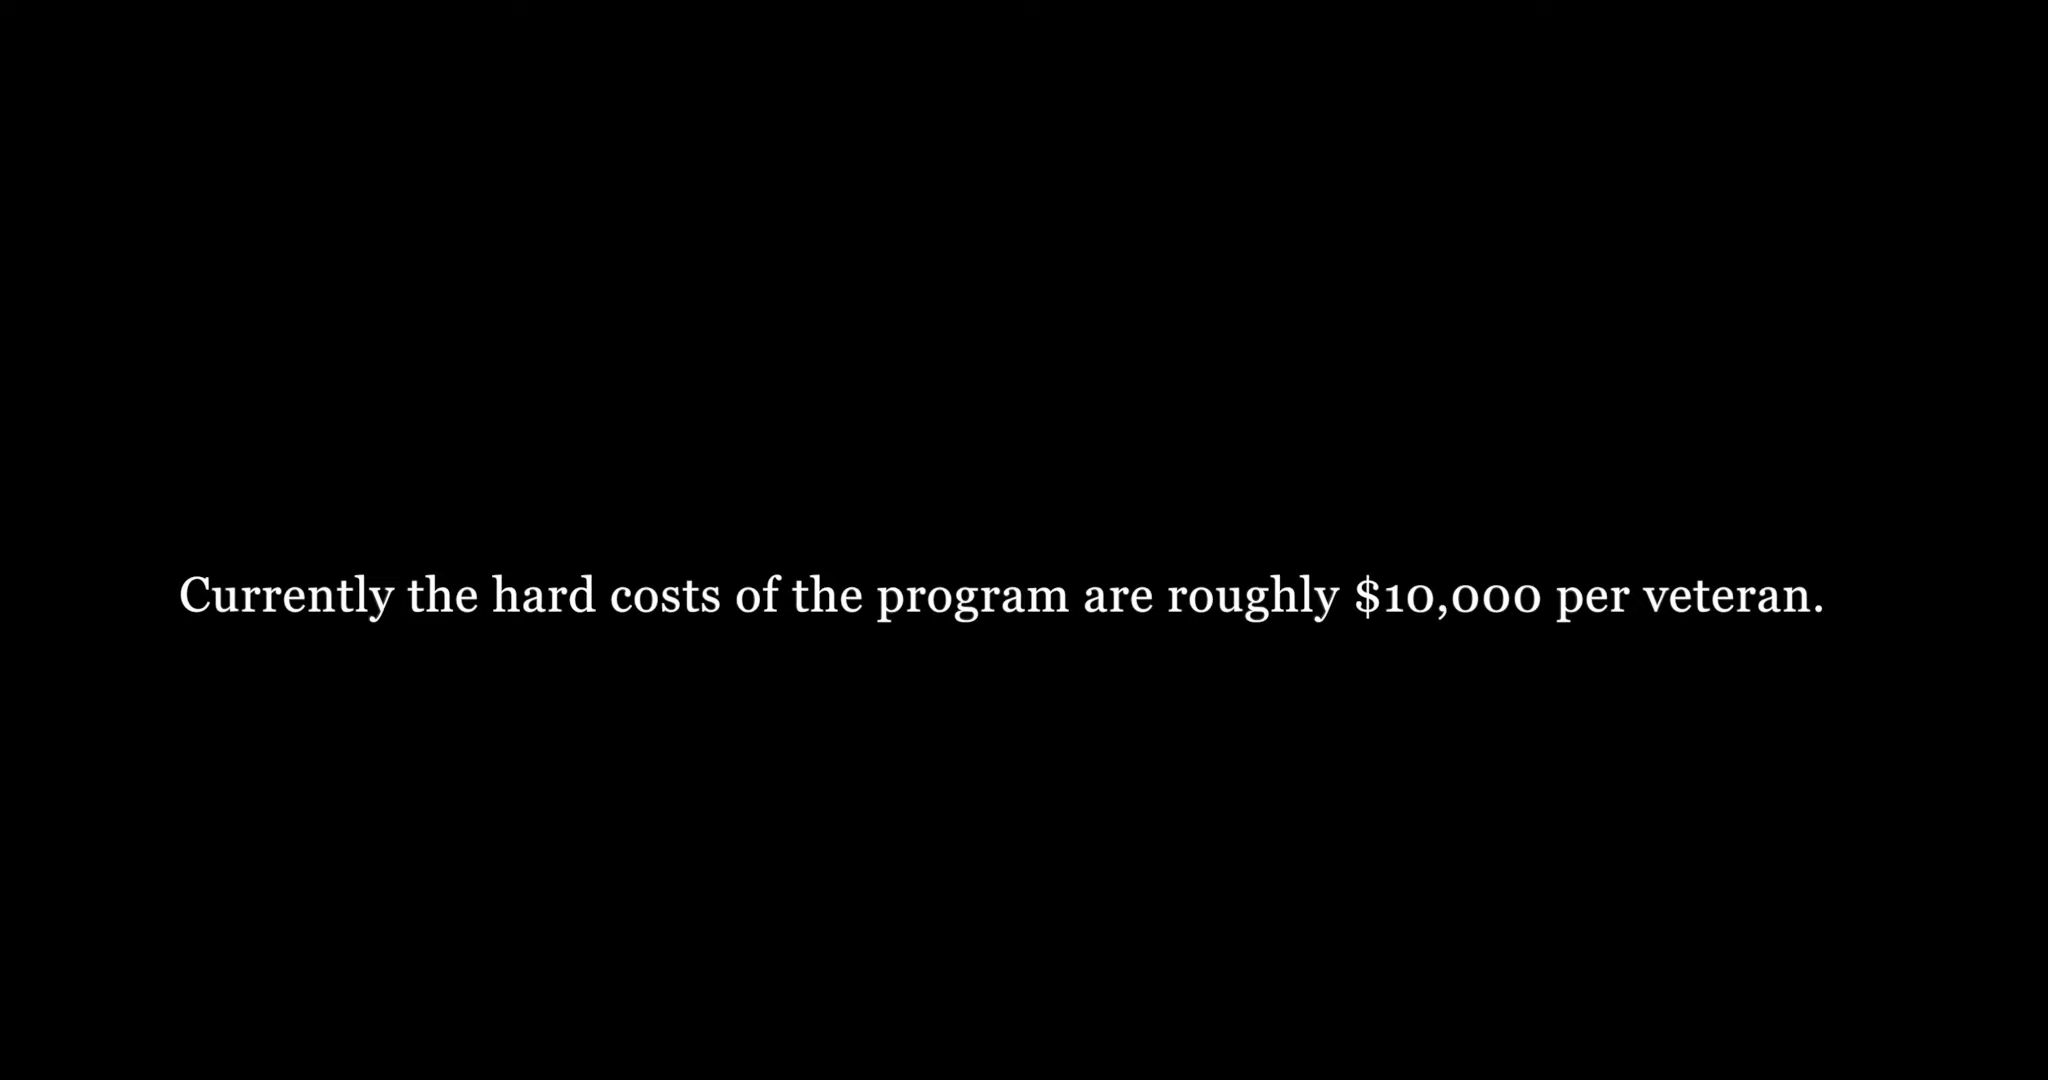 Currently the hard costs of the program are roughly $10,000 per veteran.